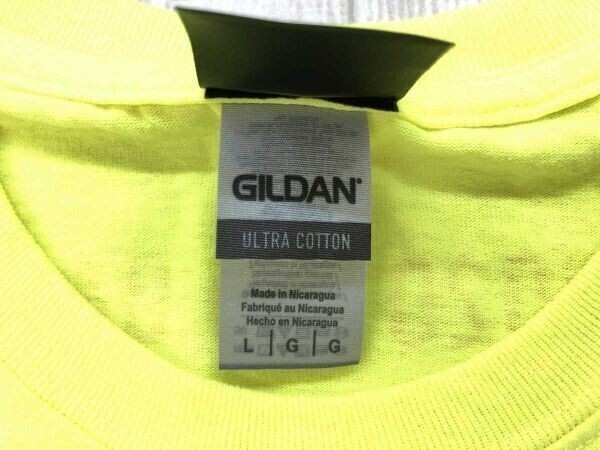 GILDAN
ULTRA COTTON
Made in Nicaragua
Fabriqué au Nicaragua
Hecho en Nicaragua
L | G | G